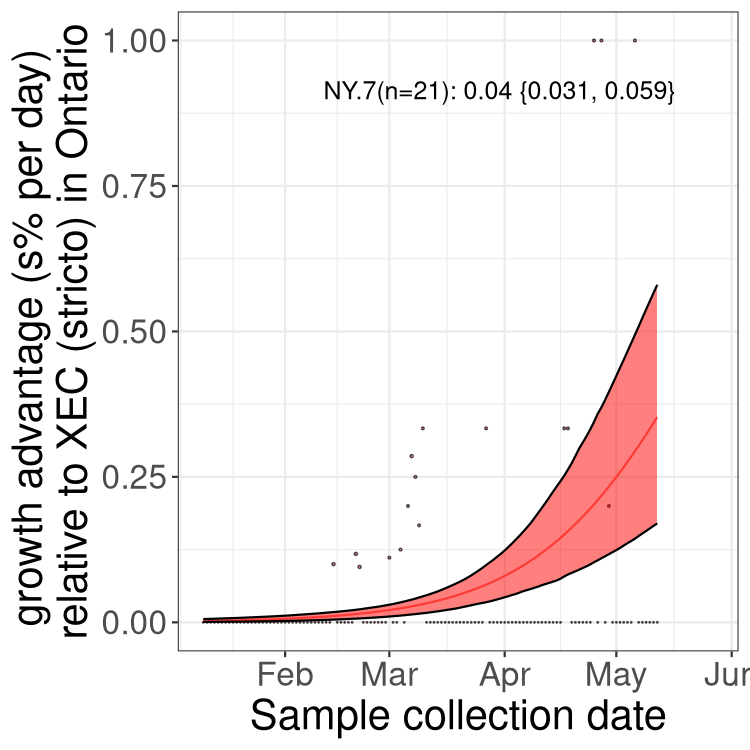 growth advantage (s% per day)
relative to XEC (stricto) in Ontario
1.00
0.75
0.50
0.25
0.00
NY.7(n=21): 0.04 {0.031, 0.059}
Feb Mar Apr May Jun
Sample collection date